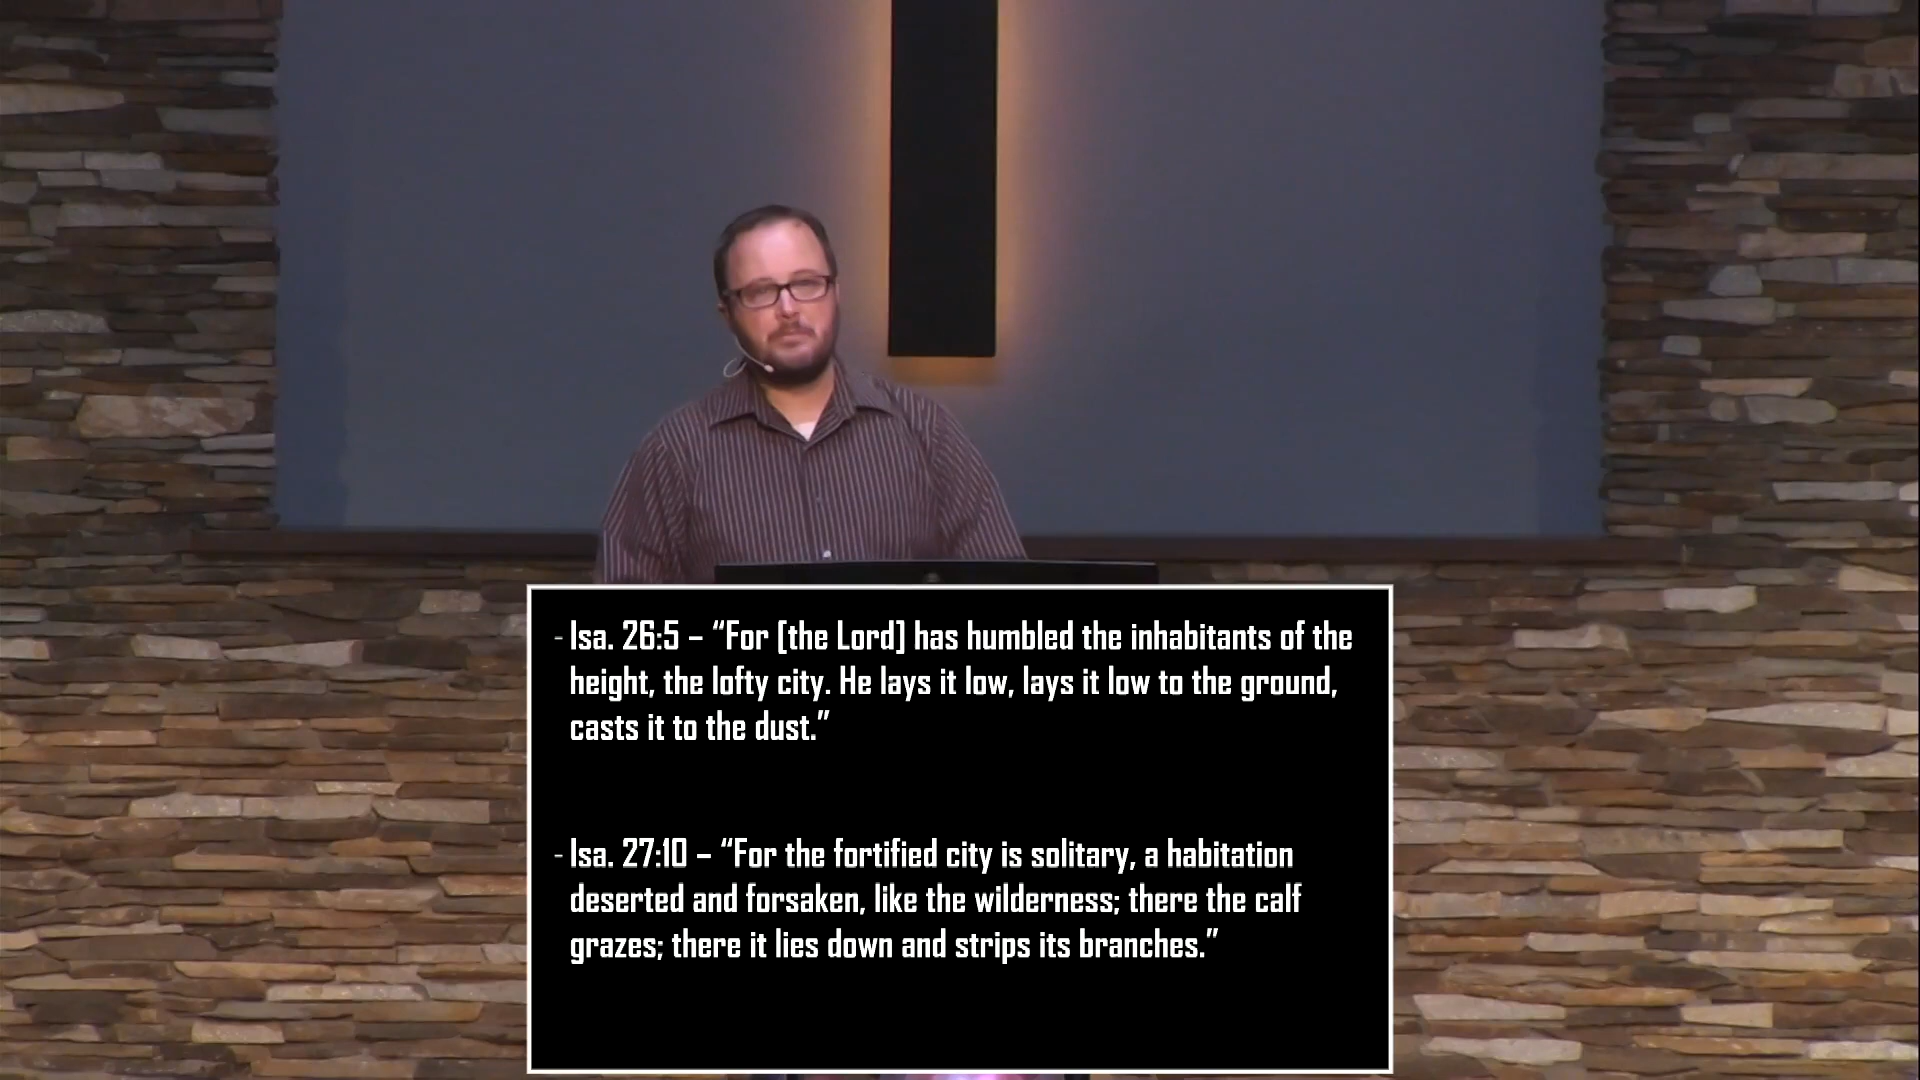 - Isa. 26:5 – “For [the Lord] has humbled the inhabitants of the
height, the lofty city. He lays it low, lays it low to the ground,
casts it to the dust.”
- Isa. 27:10 – “For the fortified city is solitary, a habitation
deserted and forsaken, like the wilderness; there the calf
grazes; there it lies down and strips its branches.”